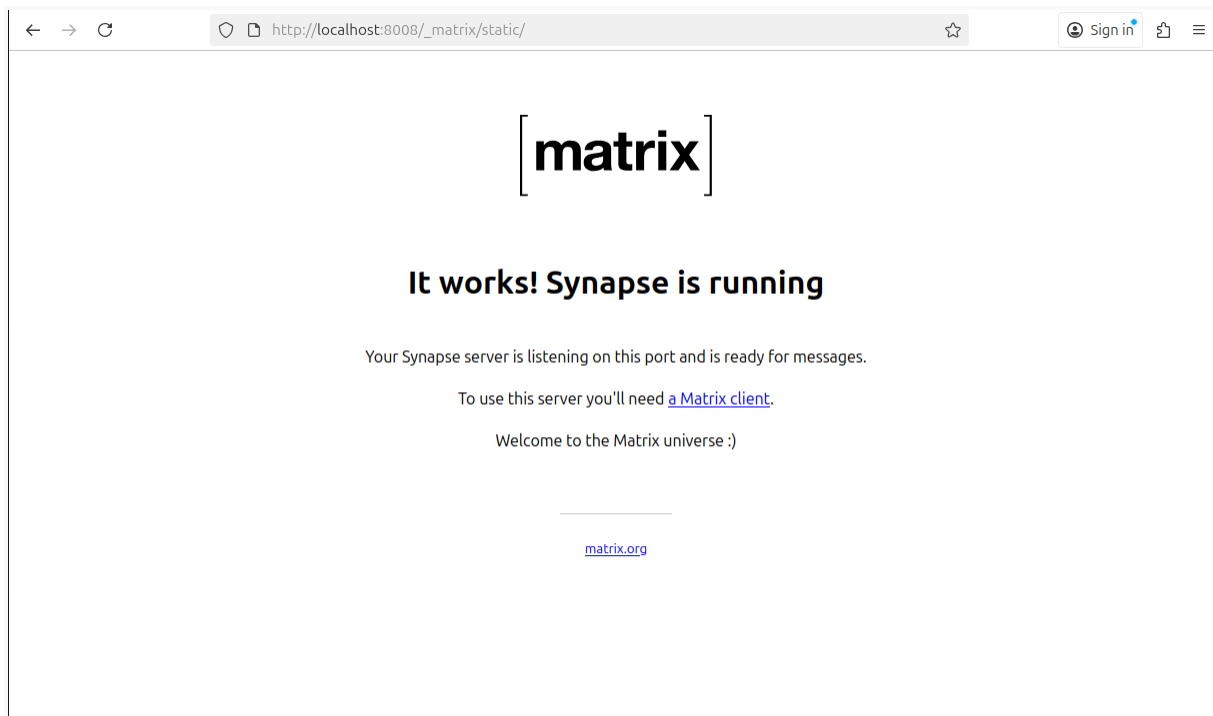 http://localhost:8008/_matrix/static/
Sign in
[matrix]
It works! Synapse is running
Your Synapse server is listening on this port and is ready for messages.
To use this server you'll need a Matrix client.
Welcome to the Matrix universe :)
matrix.org